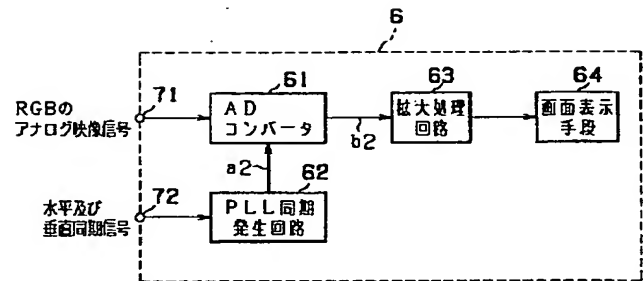 6
RGBの
アナログ映像信号
71
61
ADコンバータ
b2
63
拡大処理
回路
64
画面表示
手段
a2
62
水平及び
垂直同期信号
72
PLL同期
発生回路